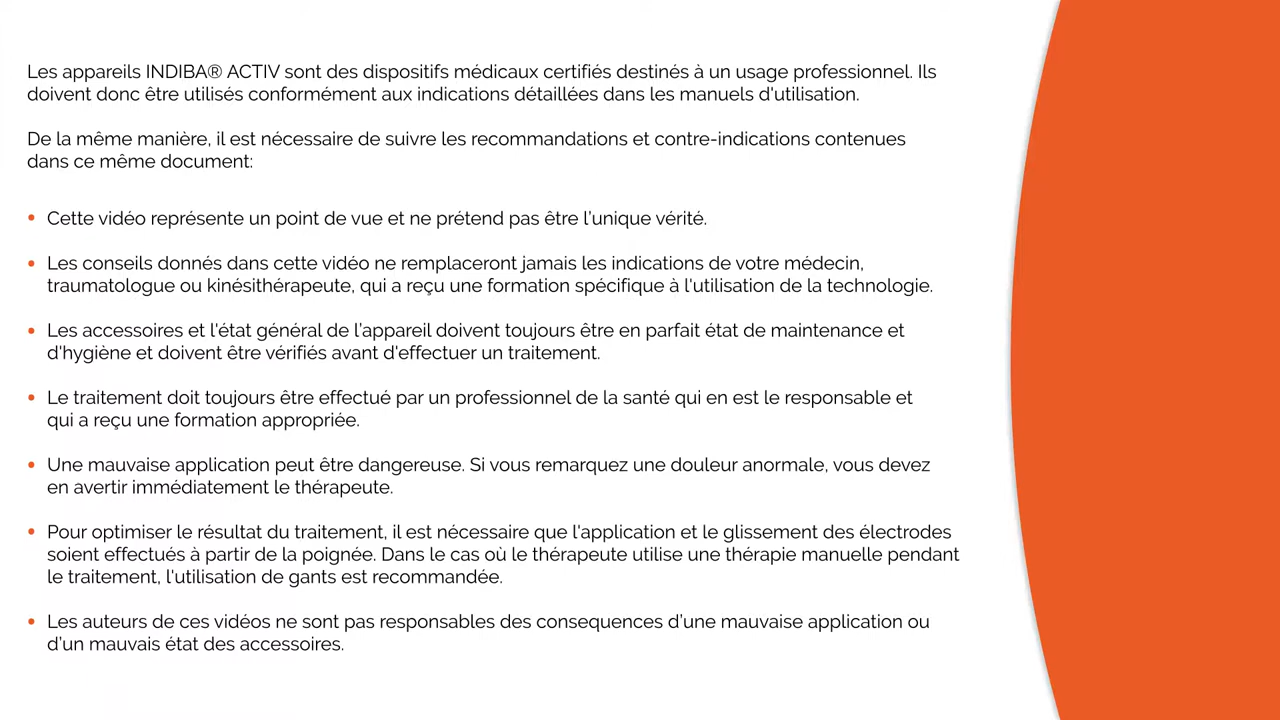 Les appareils INDIBA® ACTIV sont des dispositifs médicaux certifiés destinés à un usage professionnel. Ils
doivent donc être utilisés conformément aux indications détaillées dans les manuels d'utilisation.
De la même manière, il est nécessaire de suivre les recommandations et contre-indications contenues
dans ce même document:
• Cette vidéo représente un point de vue et ne prétend pas être l'unique vérité.
• Les conseils donnés dans cette vidéo ne remplaceront jamais les indications de votre médecin,
traumatologue ou kinésithérapeute, qui a reçu une formation spécifique à l'utilisation de la technologie.
• Les accessoires et l'état général de l'appareil doivent toujours être en parfait état de maintenance et
d'hygiène et doivent être vérifiés avant d'effectuer un traitement.
• Le traitement doit toujours être effectué par un professionnel de la santé qui en est le responsable et
qui a reçu une formation appropriée.
• Une mauvaise application peut être dangereuse. Si vous remarquez une douleur anormale, vous devez
en avertir immédiatement le thérapeute.
• Pour optimiser le résultat du traitement, il est nécessaire que l'application et le glissement des électrodes
soient effectués à partir de la poignée. Dans le cas où le thérapeute utilise une thérapie manuelle pendant
le traitement, l'utilisation de gants est recommandée.
• Les auteurs de ces vidéos ne sont pas responsables des consequences d'une mauvaise application ou
d'un mauvais état des accessoires.